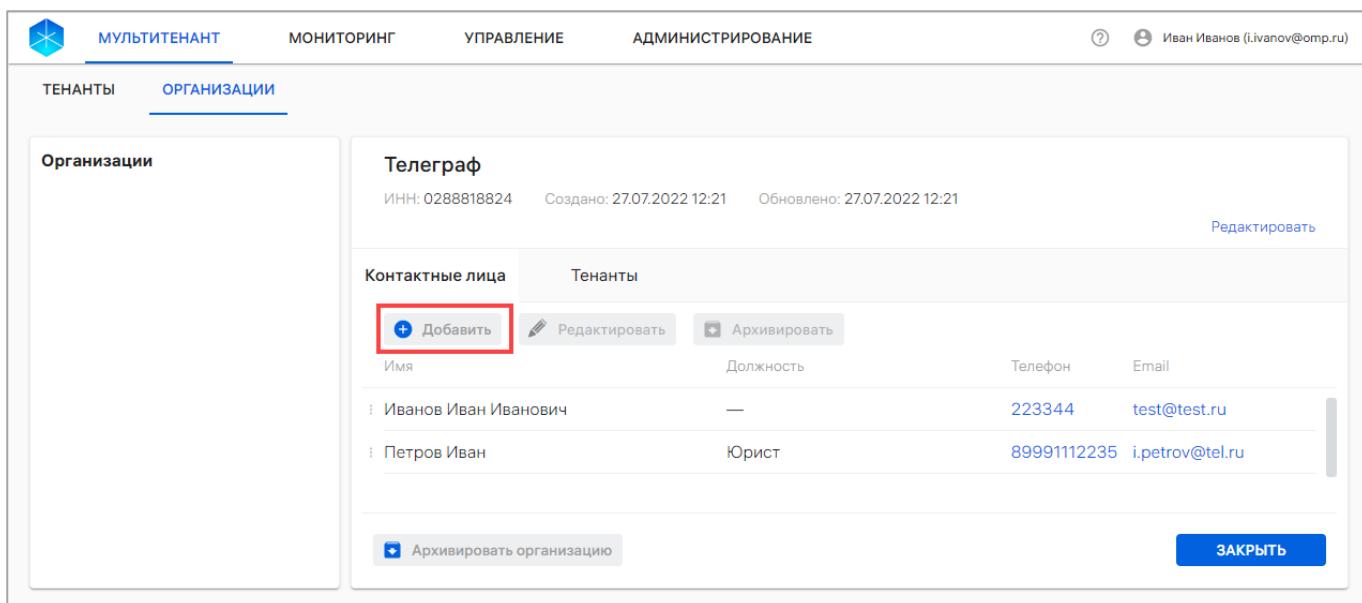 МУЛЬТИТЕНАНТ МОНИТОРИНГ УПРАВЛЕНИЕ АДМИНИСТРИРОВАНИЕ Иван Иванов (i.ivanov@omp.ru)
ТЕНАНТЫ ОРГАНИЗАЦИИ
Организации
Телеграф
ИНН: 0288818824 Создано: 27.07.2022 12:21 Обновлено: 27.07.2022 12:21
Редактировать
Контактные лица Тенанты
Добавить Редактировать Архивировать
Имя Должность Телефон Email
Иванов Иван Иванович — 223344 test@test.ru
Петров Иван Юрист 89991112235 i.petrov@tel.ru
Архивировать организацию ЗАКРЫТЬ